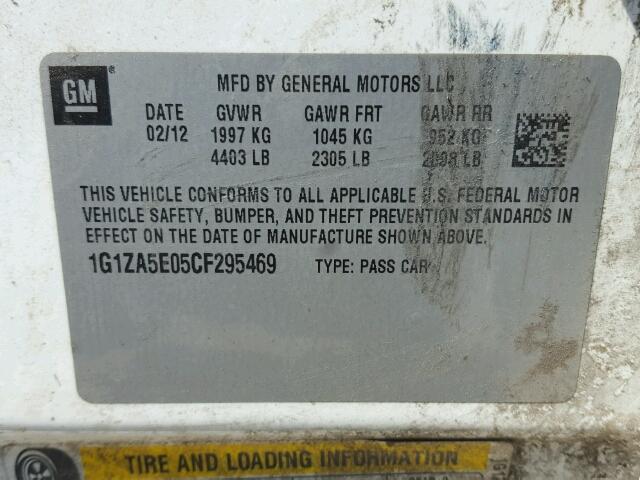 GM
MFD BY GENERAL MOTORS LLC
DATE GVWR GAWR FRT GAWR RR
02/12 1997 KG 1045 KG 952 KG
4403 LB 2305 LB 2098 LB
THIS VEHICLE CONFORMS TO ALL APPLICABLE U.S. FEDERAL MOTOR
VEHICLE SAFETY, BUMPER, AND THEFT PREVENTION STANDARDS IN
EFFECT ON THE DATE OF MANUFACTURE SHOWN ABOVE.
1G1ZA5E05CF295469 TYPE: PASS CAR
TIRE AND LOADING INFORMATION